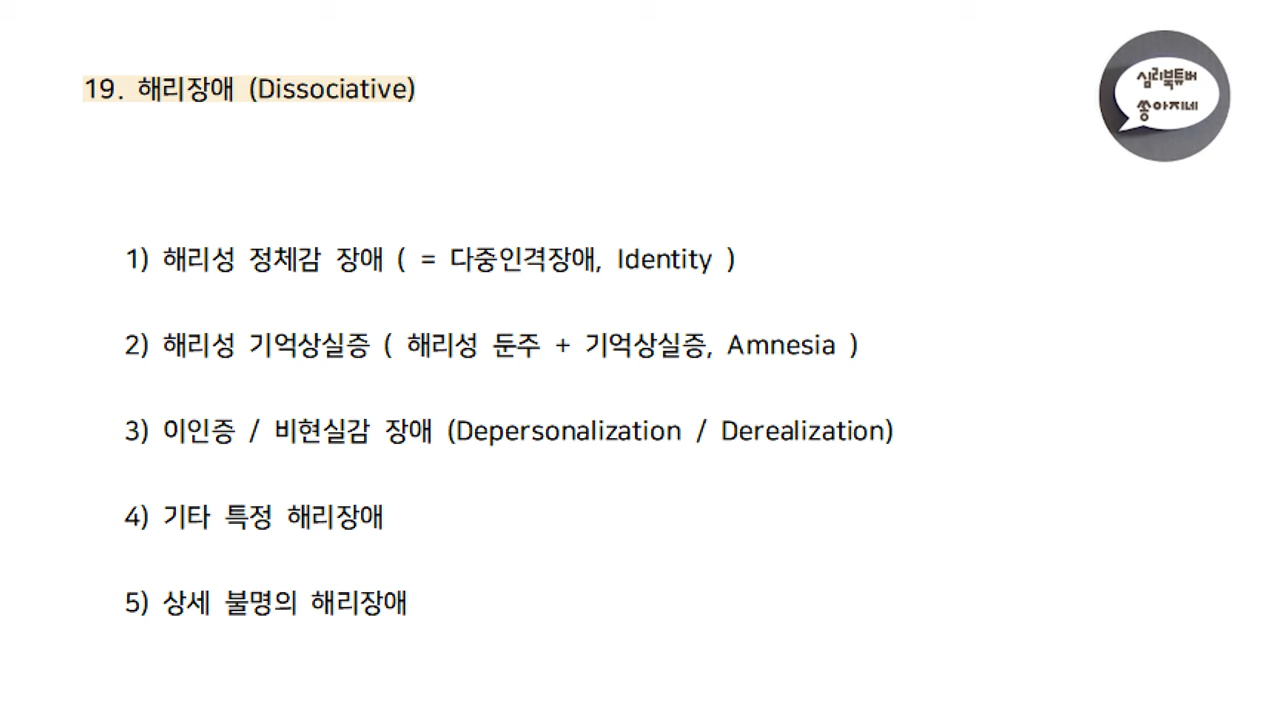 19. 해리장애 (Dissociative)
심리북튜버
쏭아지네
1) 해리성 정체감 장애 ( = 다중인격장애, Identity )
2) 해리성 기억상실증 ( 해리성 둔주 + 기억상실증, Amnesia )
3) 이인증 / 비현실감 장애 (Depersonalization / Derealization)
4) 기타 특정 해리장애
5) 상세 불명의 해리장애